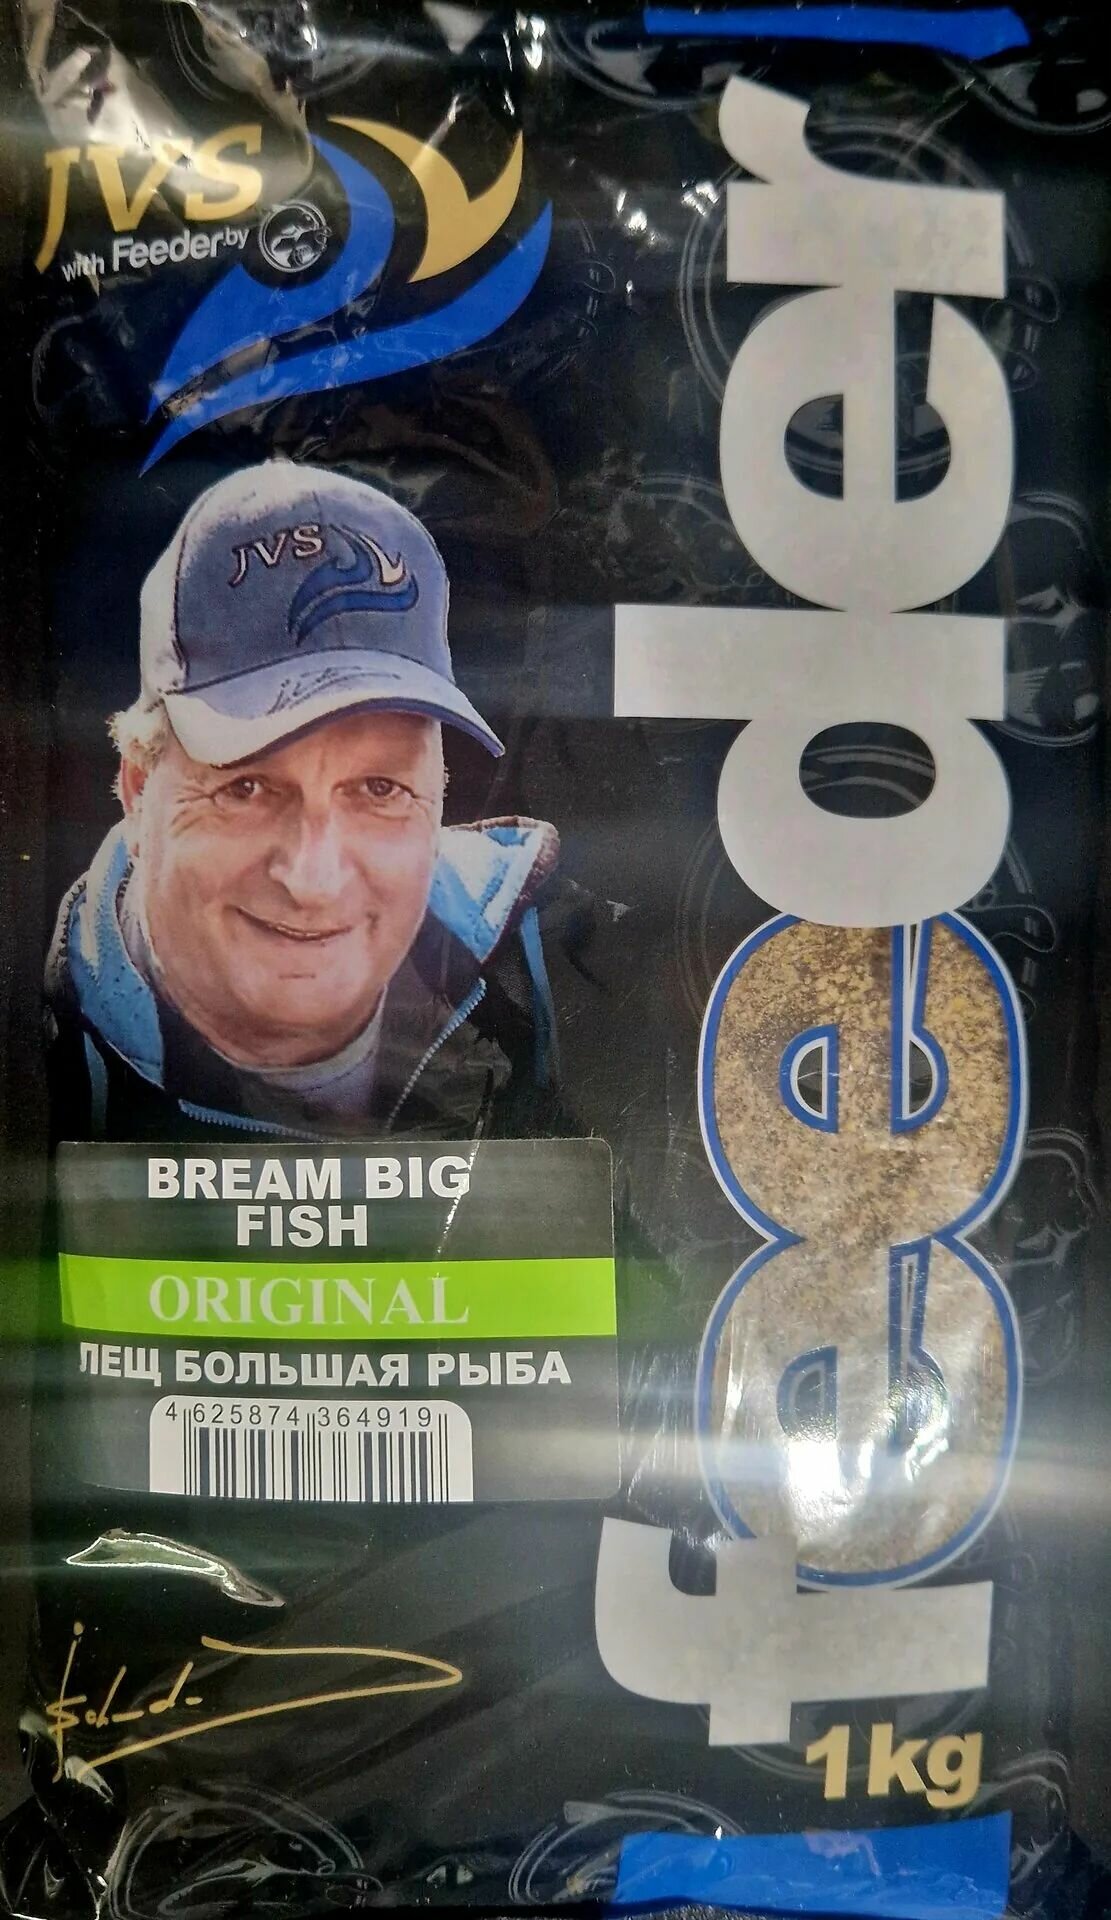 JVS
with Feeder by
JVS
BREAM BIG
FISH
ORIGINAL
ЛЕЩ БОЛЬШАЯ РЫБА
4 625874 364919
feeder
1kg